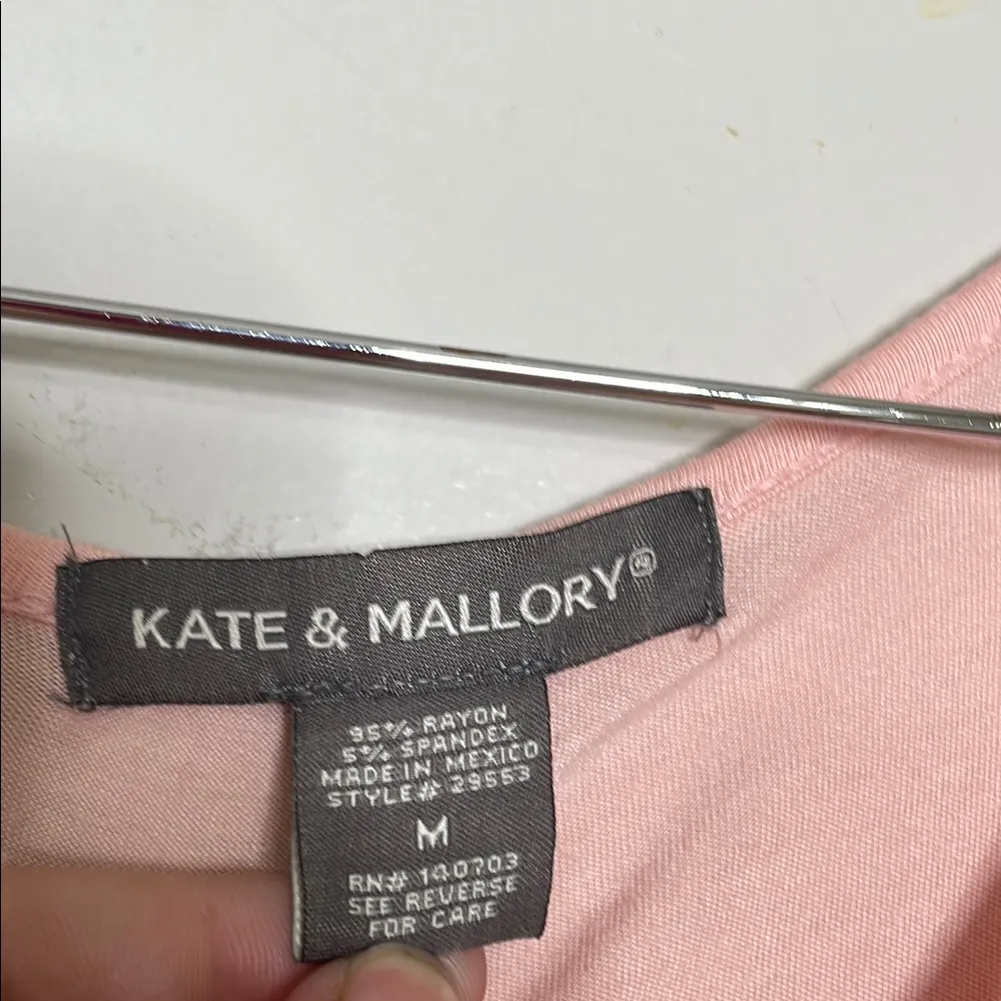 KATE & MALLORY®
95% RAYON
5% SPANDEX
MADE IN MEXICO
STYLE# 29553
M
RN# 140703
SEE REVERSE
FOR CARE